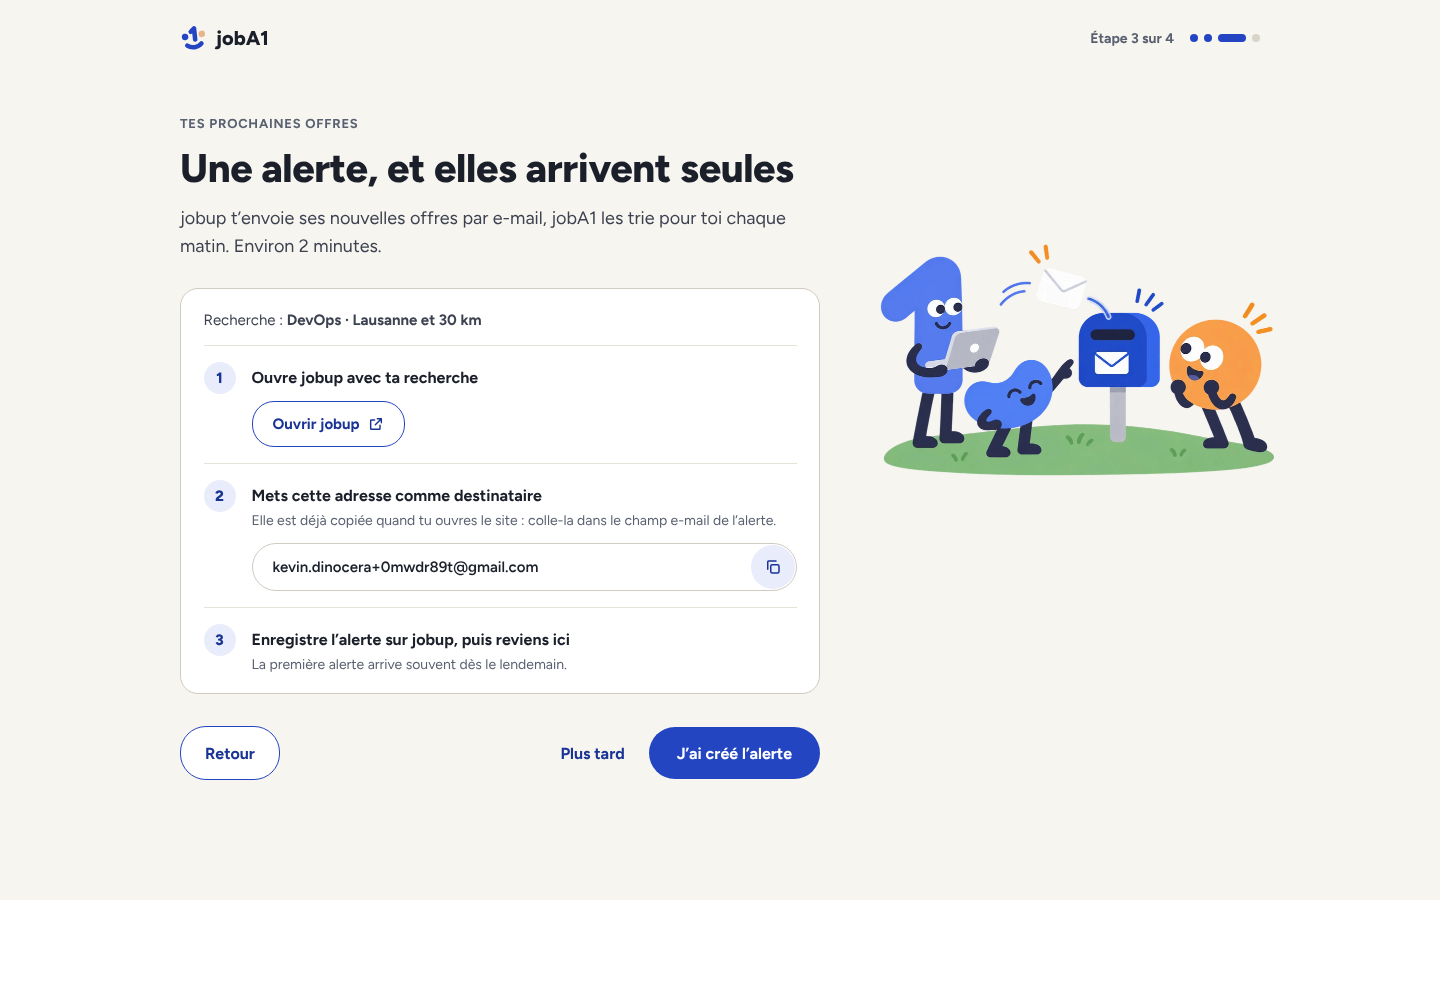 jobA1
Étape 3 sur 4
TES PROCHAINES OFFRES
Une alerte, et elles arrivent seules
jobup t’envoie ses nouvelles offres par e-mail, jobA1 les trie pour toi chaque
matin. Environ 2 minutes.
Recherche : DevOps · Lausanne et 30 km
1
Ouvre jobup avec ta recherche
Ouvrir jobup
2
Mets cette adresse comme destinataire
Elle est déjà copiée quand tu ouvres le site : colle-la dans le champ e-mail de l’alerte.
kevin.dinocera+0mwdr89t@gmail.com
3
Enregistre l’alerte sur jobup, puis reviens ici
La première alerte arrive souvent dès le lendemain.
Retour
Plus tard
J’ai créé l’alerte